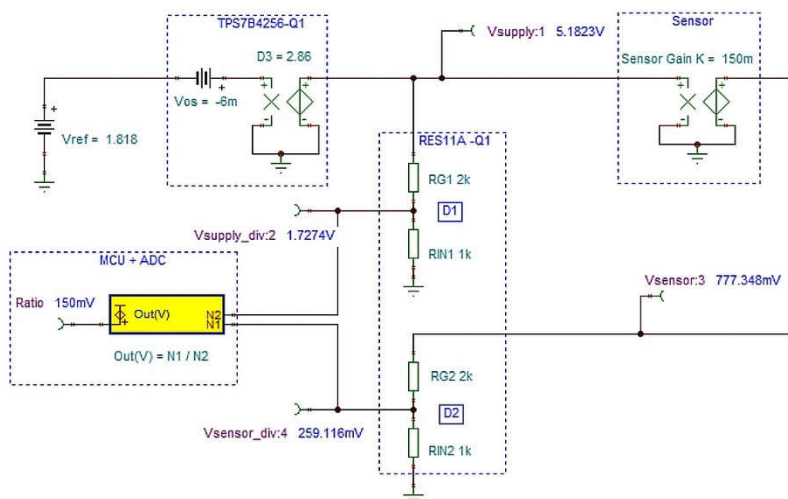 TPS7B4256-Q1
D3 = 2.86
Vsupply:1 5.1823V
Sensor
Sensor Gain K = 150m
+
+
+
+
+
+
-
-
-
-
Vos = -6m
Vref = 1.818
RES11A -Q1
RG1 2k
D1
Vsupply_div:2
1.7274V
RIN1 1k
MCU + ADC
Vsensor:3 777.348mV
Ratio 150mV
Out(V)
+
N2
N1
Out(V) = N1 / N2
RG2 2k
D2
Vsensor_div:4 259.116mV
RIN2 1k